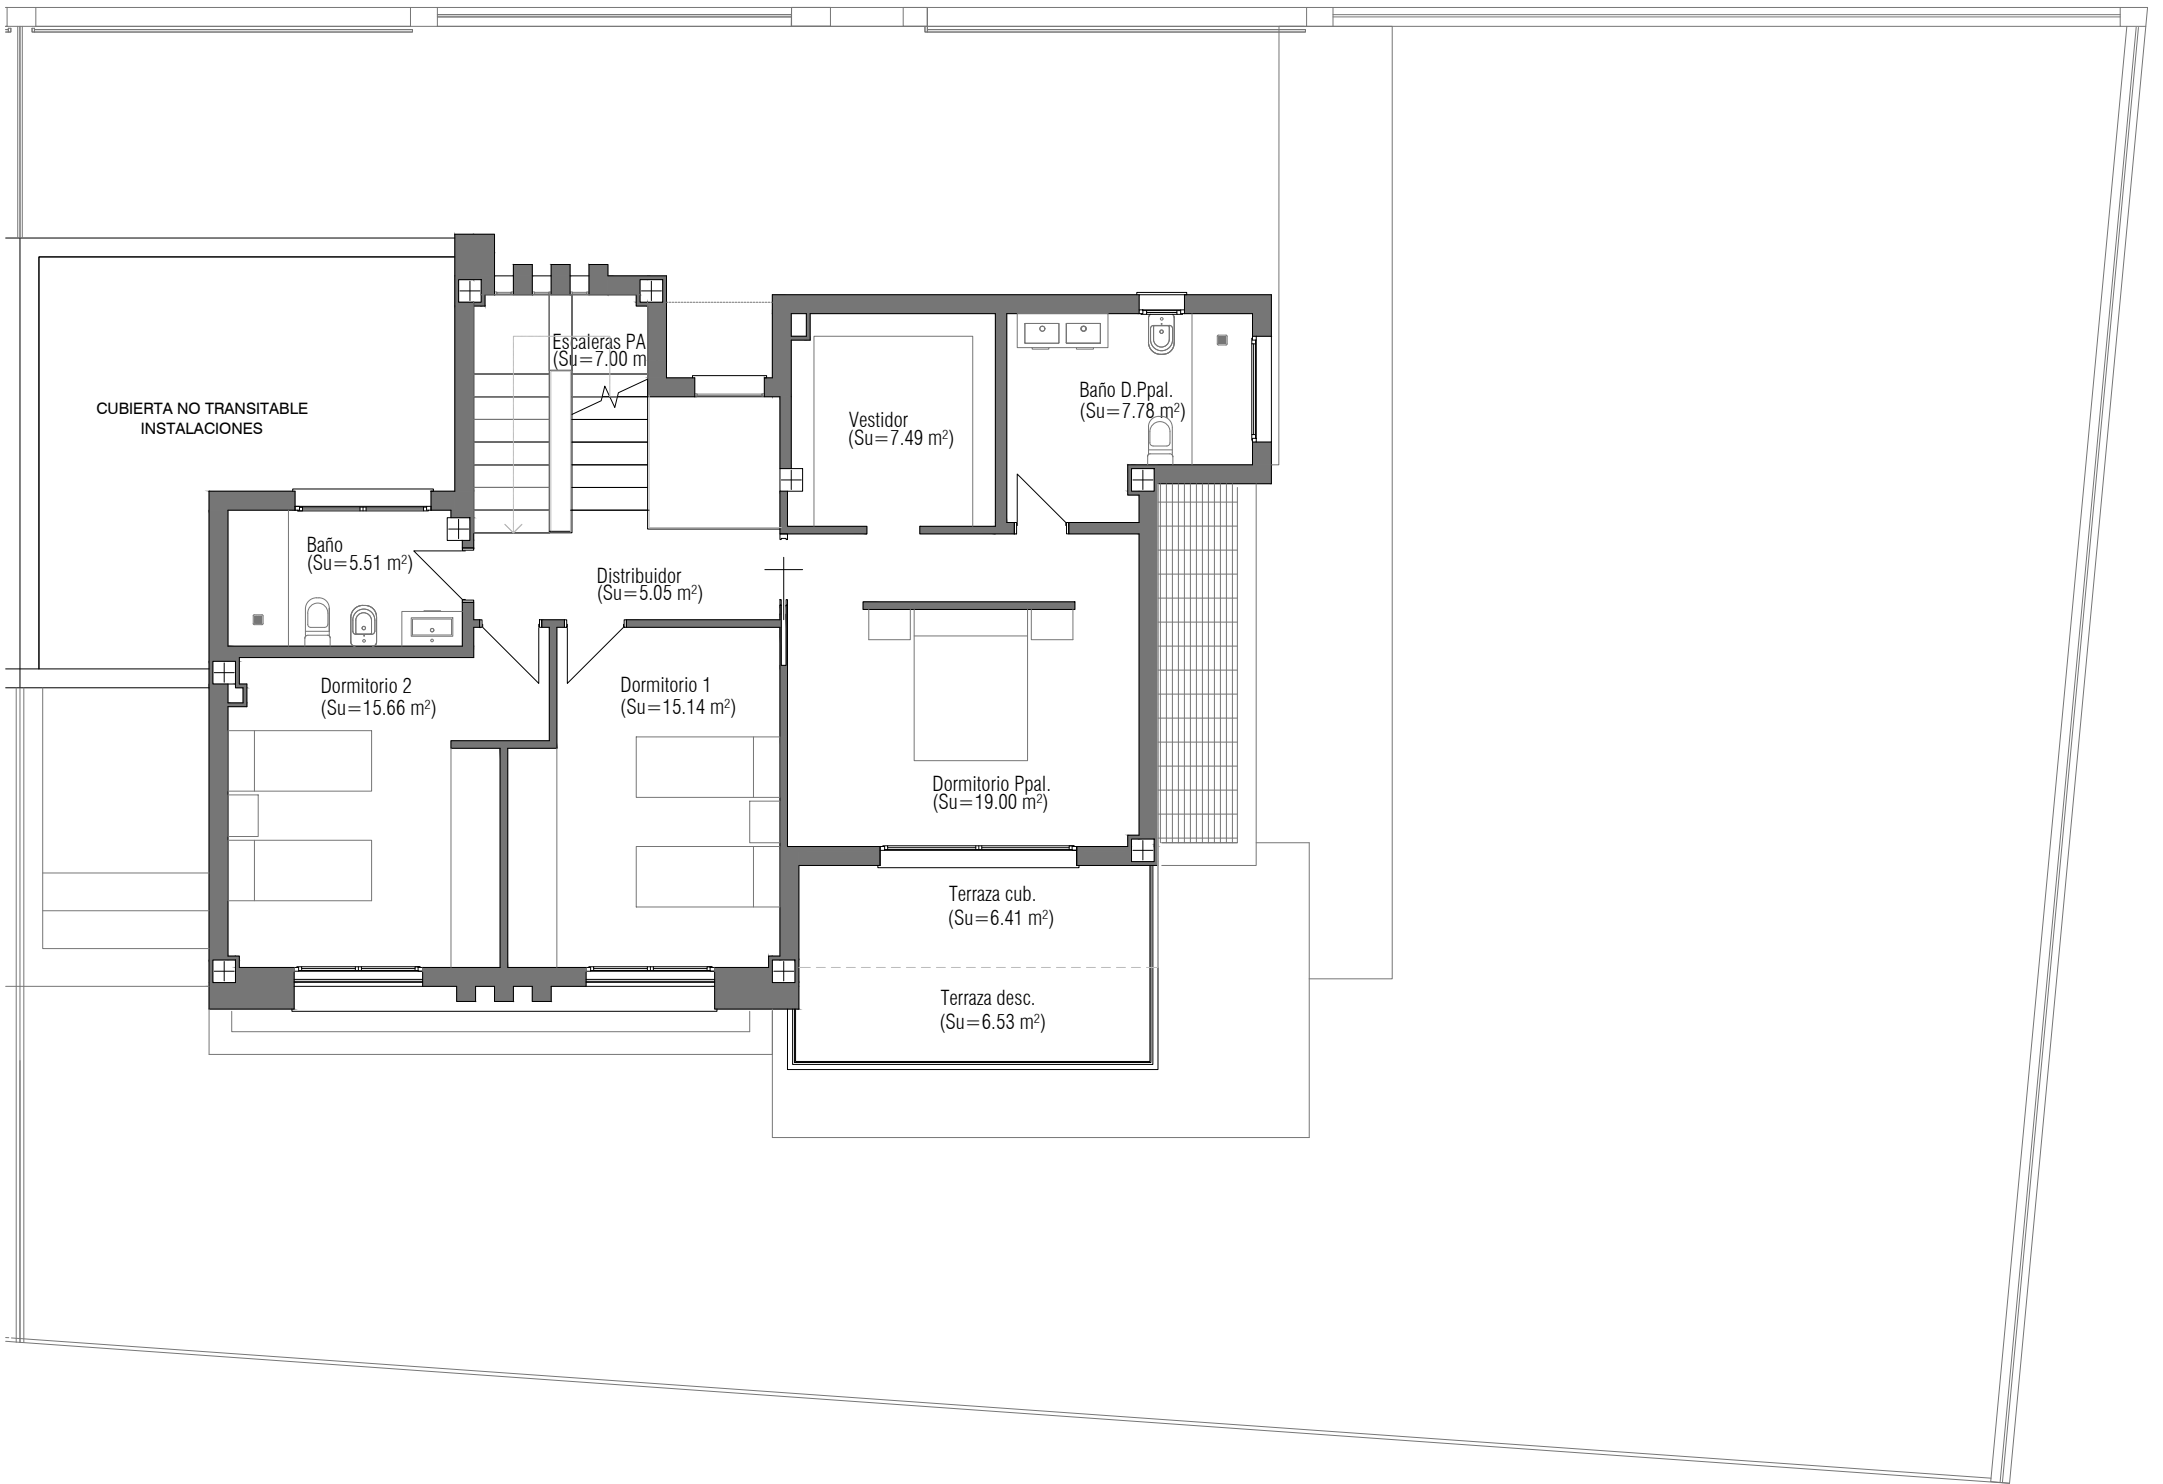 Escaleras PA
(Su=7.00 m
CUBIERTA NO TRANSITABLE
INSTALACIONES
Baño D.Ppal.
(Su=7.78 m²)
Vestidor
(Su=7.49 m²)
Baño
(Su=5.51 m²)
Distribuidor
(Su=5.05 m²)
Dormitorio 2
(Su=15.66 m²)
Dormitorio 1
(Su=15.14 m²)
Dormitorio Ppal.
(Su=19.00 m²)
Terraza cub.
(Su=6.41 m²)
Terraza desc.
(Su=6.53 m²)